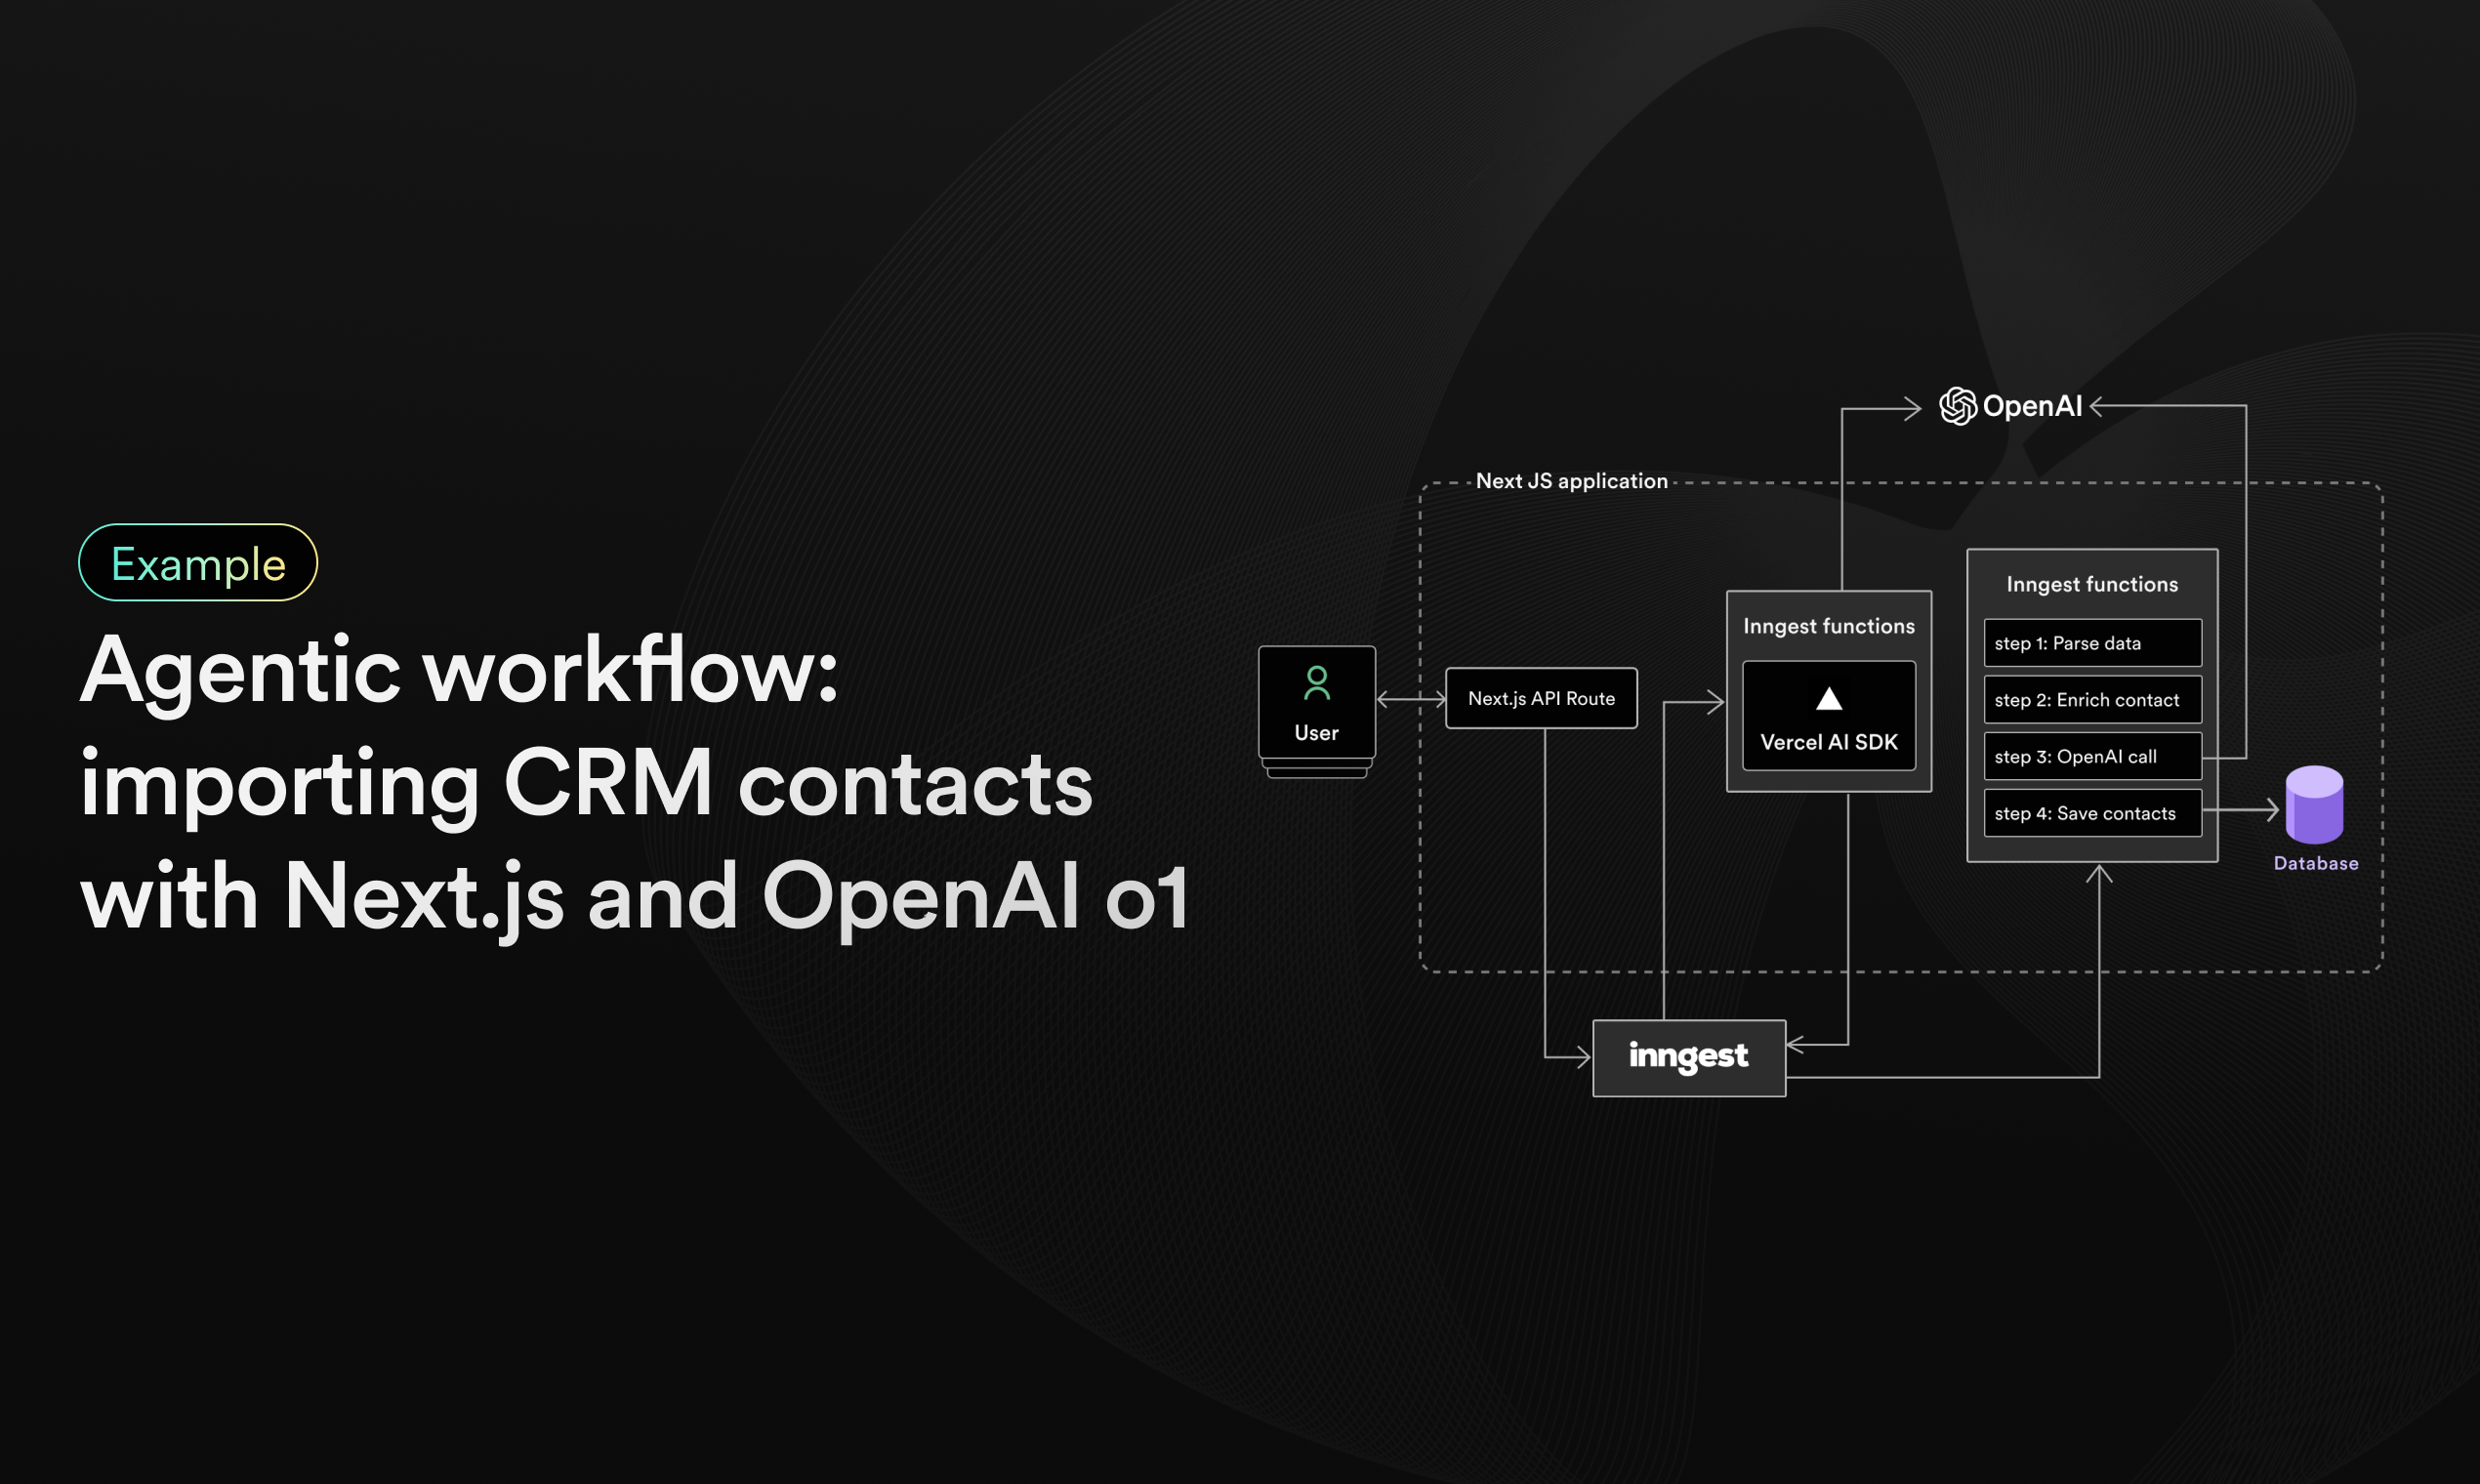 Example
Agentic workflow:
importing CRM contacts
with Next.js and OpenAI o1
OpenAI
Next JS application
User
Next.js API Route
Inngest functions
Vercel AI SDK
Inngest functions
step 1: Parse data
step 2: Enrich contact
step 3: OpenAI call
step 4: Save contacts
Database
inngest